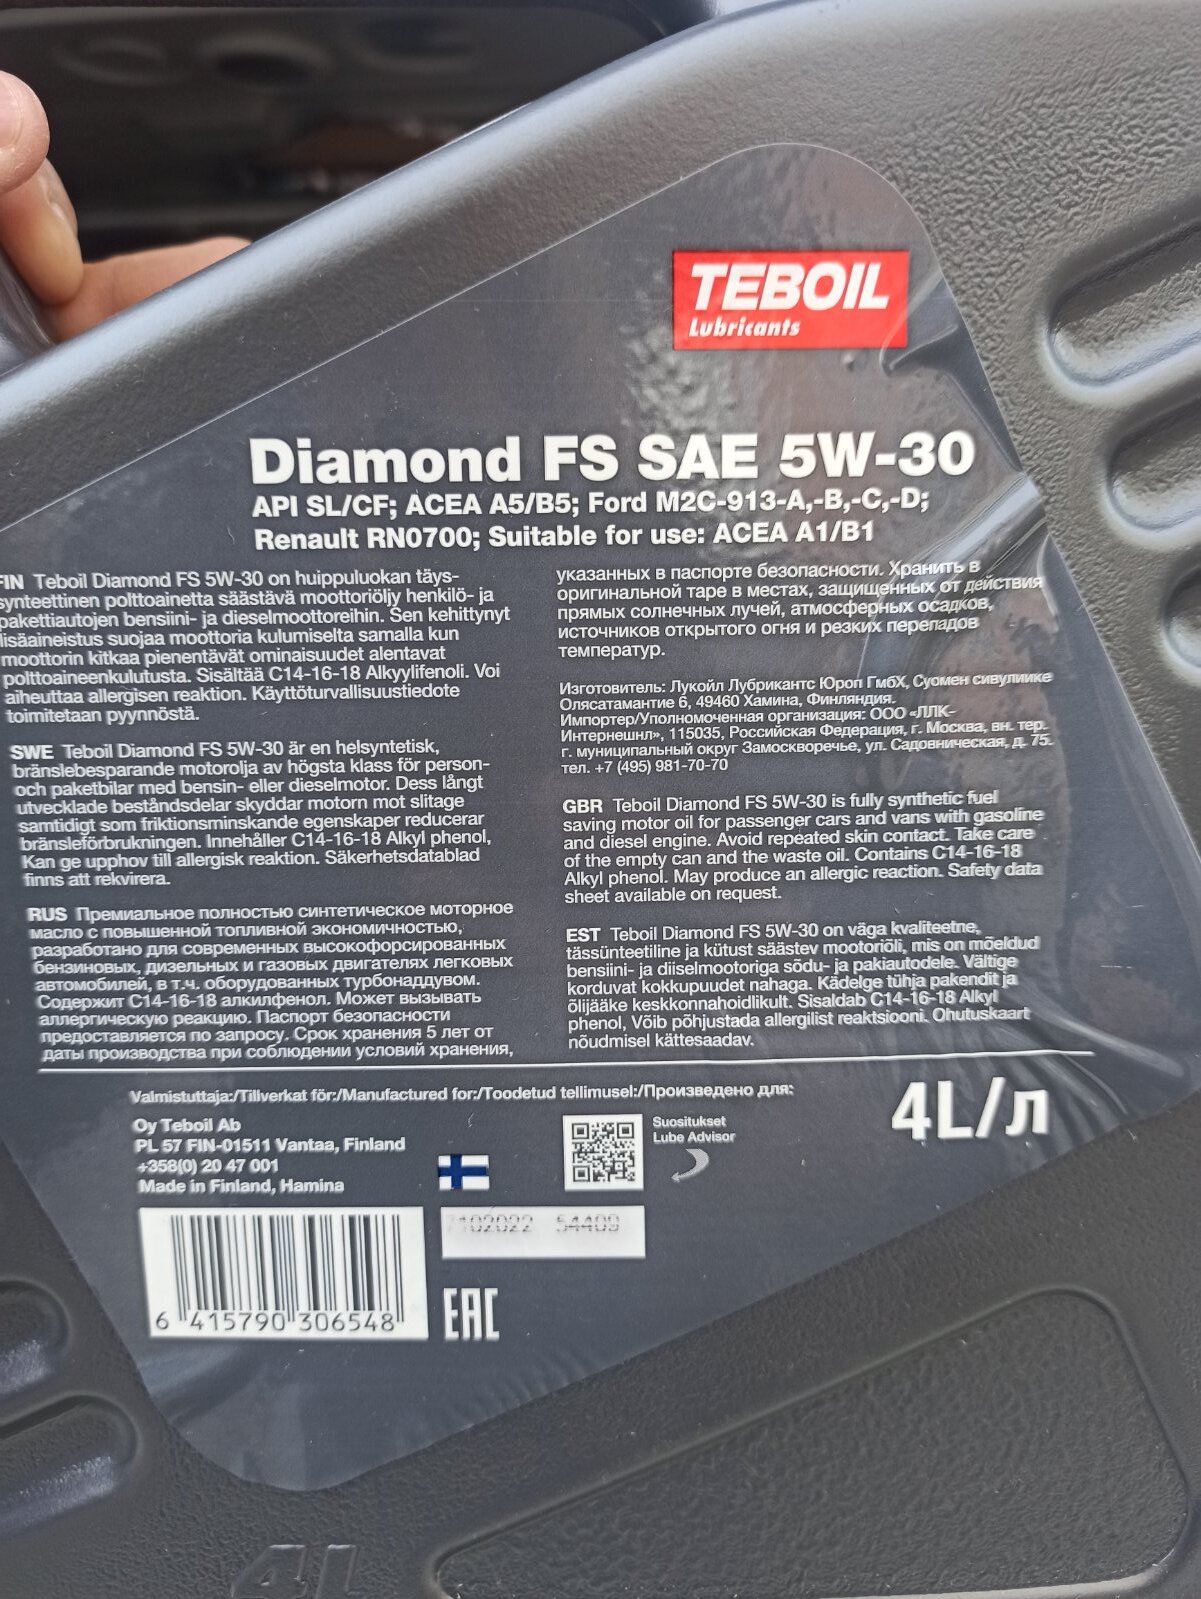 TEBOIL
Lubricants
Diamond FS SAE 5W-30
API SL/CF; ACEA A5/B5; Ford M2C-913-A,-B,-C,-D;
Renault RN0700; Suitable for use: ACEA A1/B1
FIN Teboil Diamond FS 5W-30 on huippuluokan täys-
synteettinen polttoainetta säästävä moottoriöljy henkilö- ja
pakettiautojen bensiini- ja dieselmoottoreihin. Sen kehittynyt
lisäaineistus suojaa moottoria kulumiselta samalla kun
moottorin kitkaa pienentävät ominaisuudet alentavat
polttoaineenkulutusta. Sisältää C14-16-18 Alkyylifenoli. Voi
aiheuttaa allergisen reaktion. Käyttöturvallisuustiedote
toimitetaan pyynnöstä.
SWE Teboil Diamond FS 5W-30 är en helsyntetisk,
bränslebesparande motorolja av högsta klass för person-
och paketbilar med bensin- eller dieselmotor. Dess långt
utvecklade beståndsdelar skyddar motorn mot slitage
samtidigt som friktionsminskande egenskaper reducerar
bränsleförbrukningen. Innehåller C14-16-18 Alkyl phenol,
Kan ge upphov till allergisk reaktion. Säkerhetsdatablad
finns att rekvirera.
RUS Премиальное полностью синтетическое моторное
масло с повышенной топливной экономичностью,
разработано для современных высокофорсированных
бензиновых, дизельных и газовых двигателях легковых
автомобилей, в т.ч. оборудованных турбонаддувом.
Содержит C14-16-18 алкилфенол. Может вызывать
аллергическую реакцию. Паспорт безопасности
предоставляется по запросу. Срок хранения 5 лет от
даты производства при соблюдении условий хранения,
указанных в паспорте безопасности. Хранить в
оригинальной таре в местах, защищенных от действия
прямых солнечных лучей, атмосферных осадков,
источников открытого огня и резких перепадов
температур.
Изготовитель: Лукойл Лубрикантс Юроп ГмбХ, Суомен сивулиике
Олясатамантие 6, 49460 Хамина, Финляндия.
Импортер/Уполномоченная организация: ООО «ЛЛК-
Интернешнл», 115035, Российская Федерация, г. Москва, вн. тер.
г. муниципальный округ Замоскворечье, ул. Садовническая, д. 75.
тел. +7 (495) 981-70-70
GBR Teboil Diamond FS 5W-30 is fully synthetic fuel
saving motor oil for passenger cars and vans with gasoline
and diesel engine. Avoid repeated skin contact. Take care
of the empty can and the waste oil. Contains C14-16-18
Alkyl phenol. May produce an allergic reaction. Safety data
sheet available on request.
EST Teboil Diamond FS 5W-30 on väga kvaliteetne,
tässünteetiline ja kütust säästev mootoriõli, mis on mõeldud
bensiini- ja diiselmootoriga sõdu- ja pakiautodele. Vältige
korduvat kokkupuudet nahaga. Kädelge tühja pakendit ja
õlijääke keskkonnahoidlikult. Sisaldab C14-16-18 Alkyl
phenol, Võib põhjustada allergilist reaktsiooni. Ohutuskaart
nõudmisel kättesaadav.
Valmistuttaja:/Tillverkat för:/Manufactured for:/Toodetud tellimusel:/Произведено для:
Oy Teboil Ab
PL 57 FIN-01511 Vantaa, Finland
+358(0) 20 47 001
Made in Finland, Hamina
Suositukset
Lube Advisor
4L/л
7102022 54409
6 415790 306548
EAC
4L